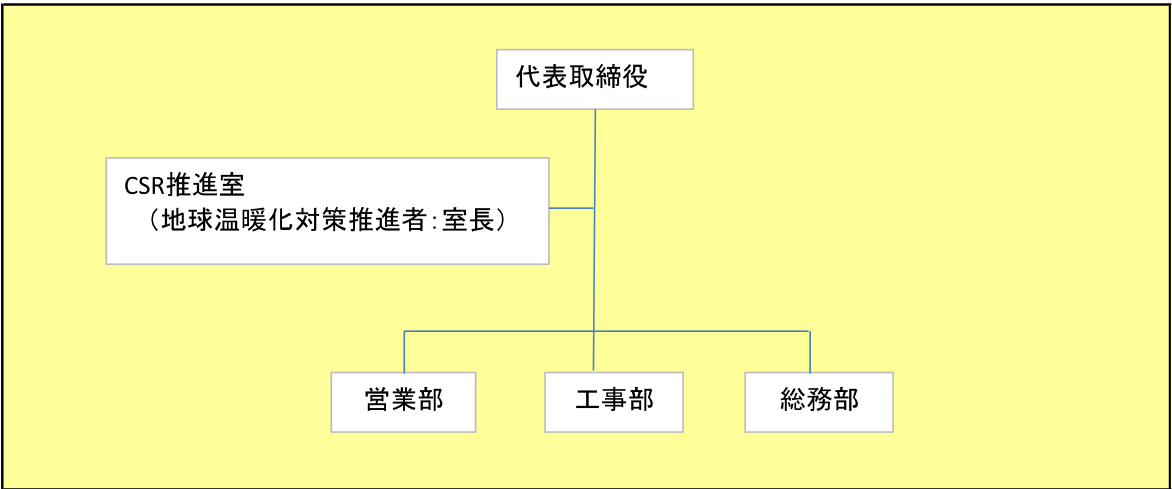 代表取締役
CSR推進室
（地球温暖化対策推進者：室長）
営業部
工事部
総務部